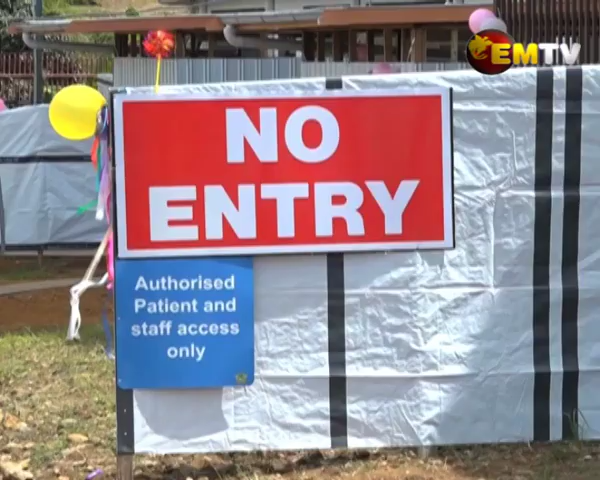 EMTV
NO
ENTRY
Authorised
Patient and
staff access
only